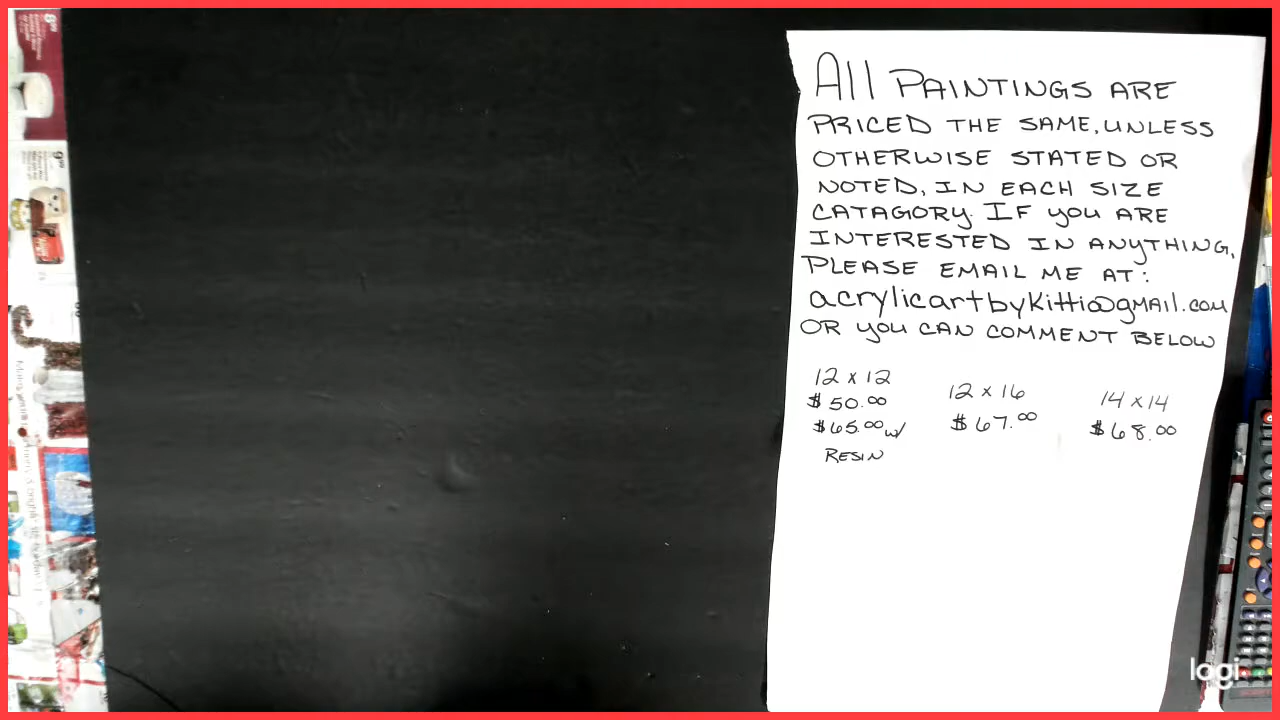 All PAINTINGS ARE
PRICED THE SAME, UNLESS
OTHERWISE STATED OR
NOTED, IN EACH SIZE
CATAGORY. IF YOU ARE
INTERESTED IN ANYTHING,
PLEASE EMAIL ME AT:
acrylicartbykitti@gmail.com
OR YOU CAN COMMENT BELOW
12 x 12
$50.00
$65.00 w/
RESIN
12 x 16
$67.00
14 x 14
$68.00
logi